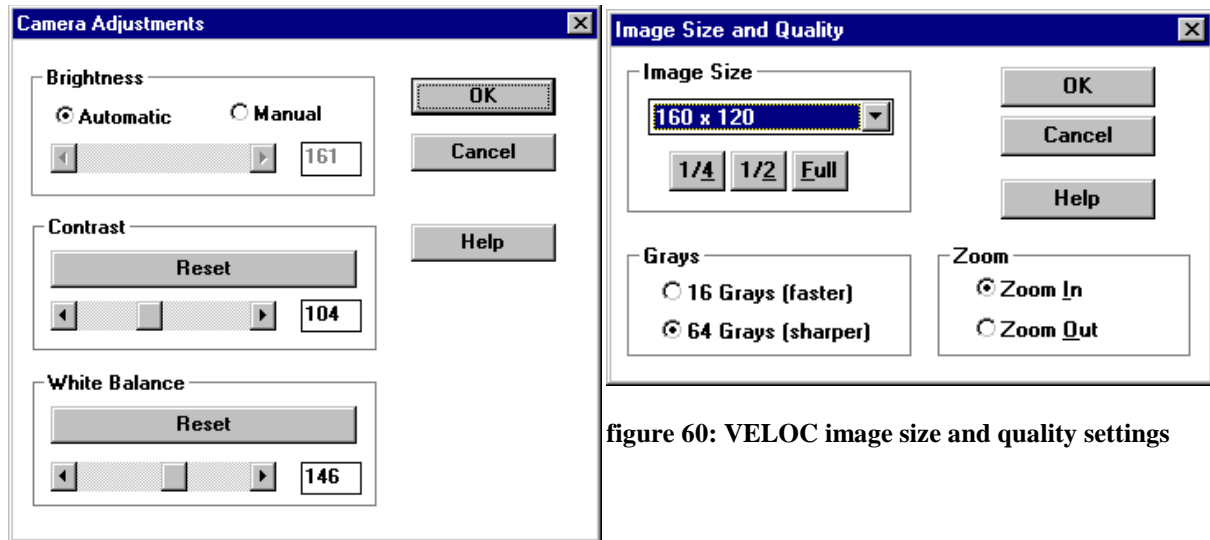 Camera Adjustments
Brightness
Automatic Manual
161
OK
Cancel
Contrast
Reset
104
Help
White Balance
Reset
146
Image Size and Quality
Image Size
160 x 120
1/4 1/2 Full
OK
Cancel
Help
Grays
16 Grays (faster)
64 Grays (sharper)
Zoom
Zoom In
Zoom Out
figure 60: VELOC image size and quality settings